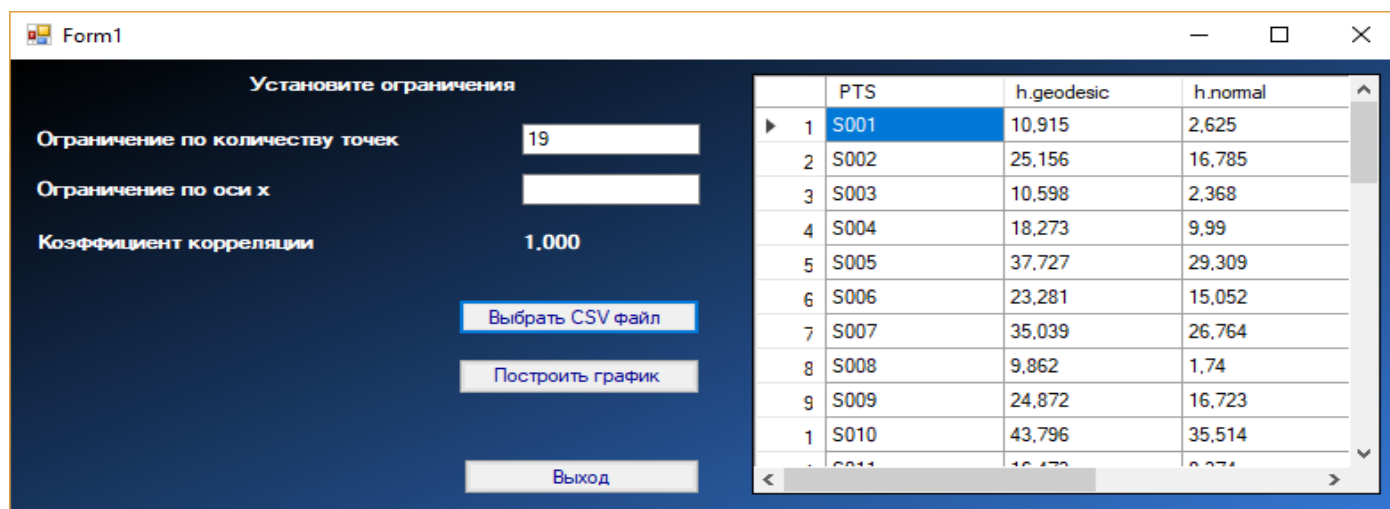 Form1
Установите ограничения
Ограничение по количеству точек 19
Ограничение по оси x
Коэффициент корреляции 1,000
Выбрать CSV файл
Построить график
Выход
PTS h.geodesic h.normal
1 S001 10,915 2,625
2 S002 25,156 16,785
3 S003 10,598 2,368
4 S004 18,273 9,99
5 S005 37,727 29,309
6 S006 23,281 15,052
7 S007 35,039 26,764
8 S008 9,862 1,74
9 S009 24,872 16,723
1 S010 43,796 35,514